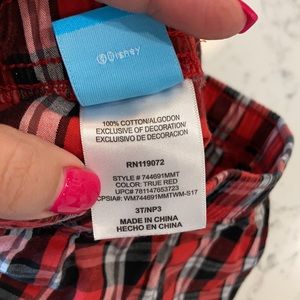 ©Disney
100% COTTON/ALGODON
EXCLUSIVE OF DECORATION/
EXCLUSIVO DE DECORACION
RN119072
STYLE # 744691MMT
COLOR: TRUE RED
UPC# 781147653723
CPSIA#: WM744691MMTWM-S17
3T/NP3
MADE IN CHINA
HECHO EN CHINA